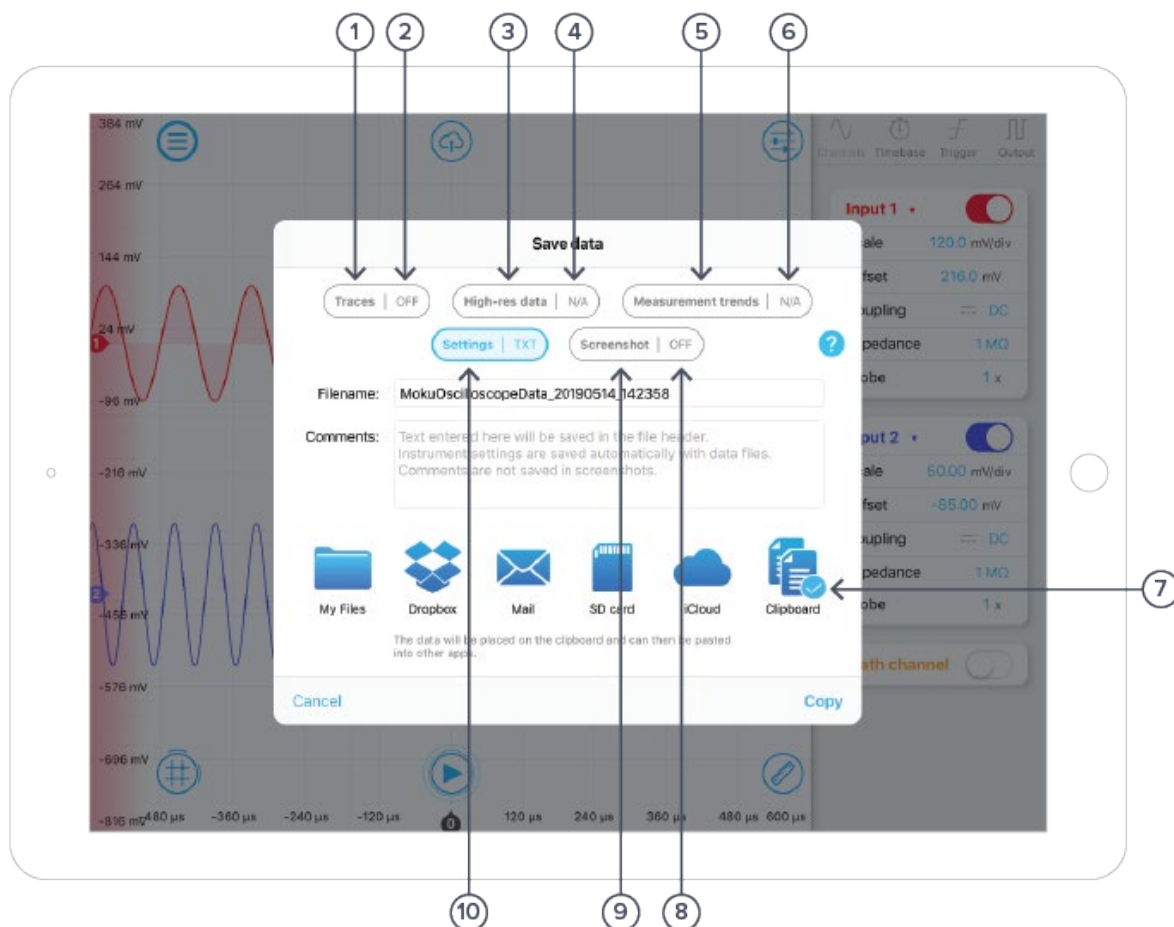 1 2 3 4 5 6
384 mV
Channels Timebase Trigger Output
264 mV
Input 1
Save data
ale 120.0 mV/div
144 mV
fset 216.0 mV
Traces | OFF High-res data | N/A Measurement trends | N/A
oupling DC
24 mV
1
Settings | TXT Screenshot | OFF ?
pedance 1 MΩ
obe 1 x
Filename: MokuOscilloscopeData_20190514_142358
-96 mV
Comments: Text entered here will be saved in the file header.
Instrument settings are saved automatically with data files.
Comments are not saved in screenshots.
put 2
-216 mV
ale 50.00 mV/div
fset -85.00 mV
-336 mV
oupling DC
pedance 1 MΩ
2
7
-456 mV
My Files Dropbox Mail SD card iCloud Clipboard
obe 1 x
The data will be placed on the clipboard and can then be pasted
into other apps.
ath channel
-576 mV
Cancel Copy
-696 mV
-816 mV
-480 µs -360 µs -240 µs -120 µs 0 120 µs 240 µs 360 µs 480 µs 600 µs
10 9 8